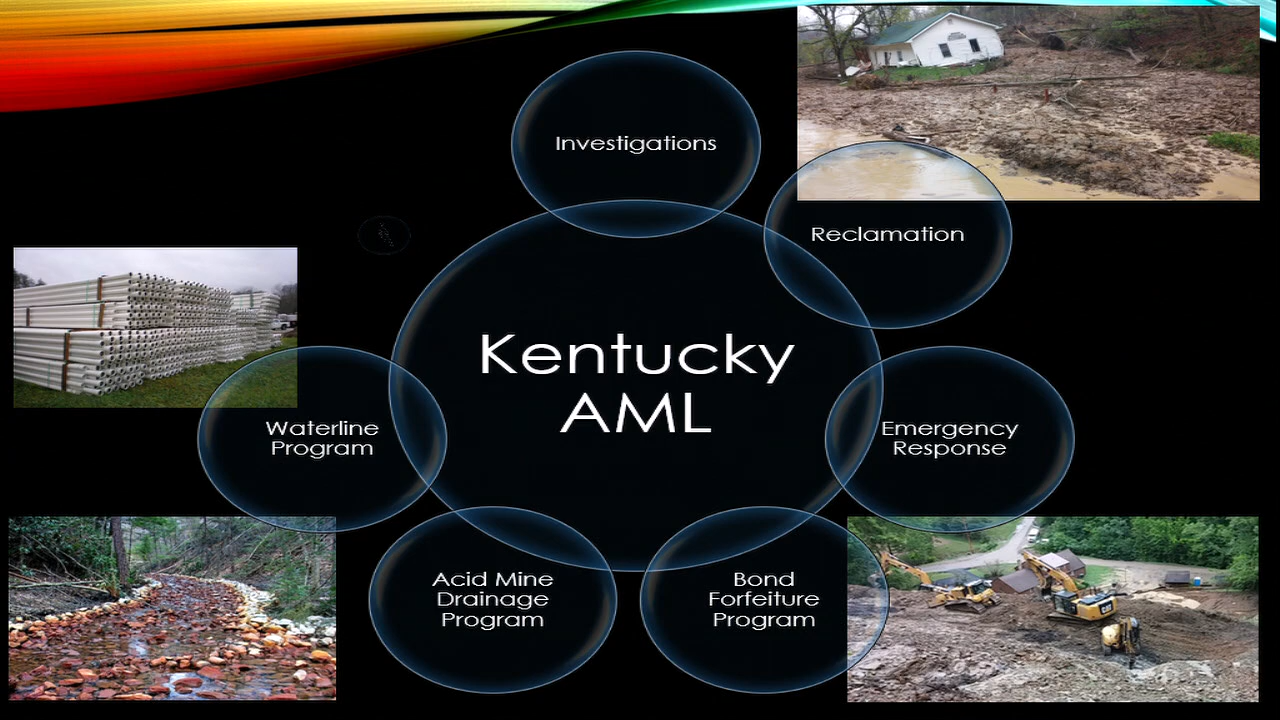 Investigations
Reclamation
Kentucky
AML
Waterline
Program
Emergency
Response
Acid Mine
Drainage
Program
Bond
Forfeiture
Program